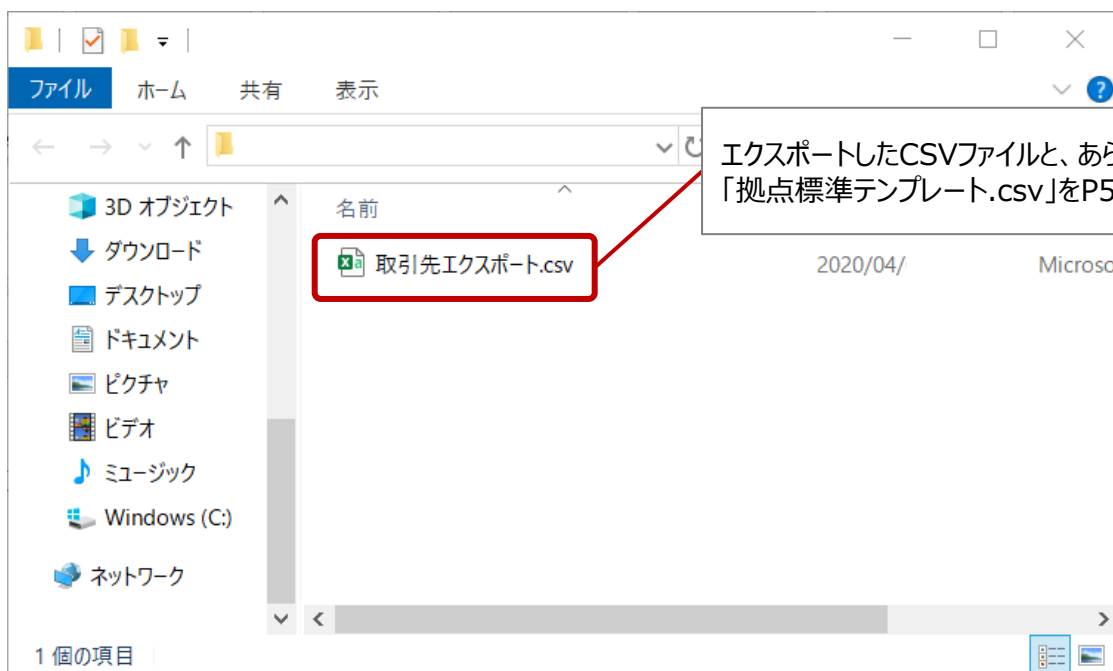 ファイル ホーム 共有 表示
エクスポートしたCSVファイルと、あら
「拠点標準テンプレート.csv」をP5
名前
3D オブジェクト
ダウンロード
取引先エクスポート.csv 2020/04/ Microso
デスクトップ
ドキュメント
ピクチャ
ビデオ
ミュージック
Windows (C:)
ネットワーク
1 個の項目